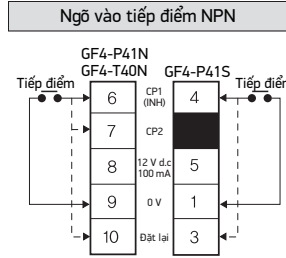 Ngõ vào tiếp điểm NPN
GF4-P41N
GF4-T40N GF4-P41S
Tiếp điểm Tiếp điểm
6 CP1 (INH) 4
7 CP2
8 12 V d.c 100 mA 5
9 0 V 1
10 Đặt lại 3